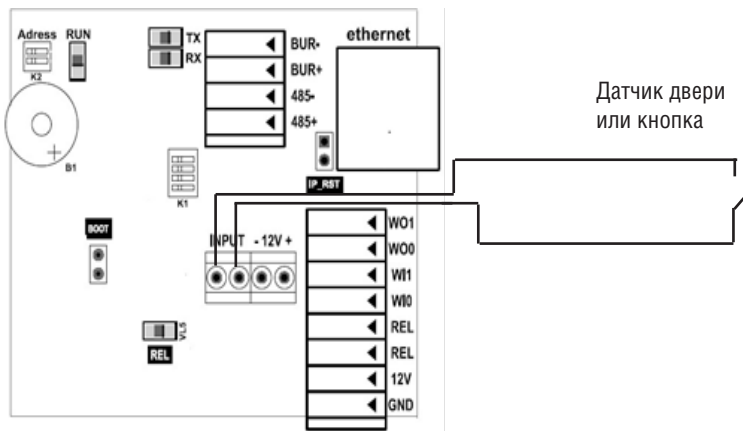 Adress RUN
K2
B1
TX
RX
BUR-
BUR+
485-
485+
ethernet
Датчик двери
или кнопка
K1
IP_RST
BOOT
INPUT - 12V +
VL5
REL
WO1
WO0
WI1
WI0
REL
REL
12V
GND